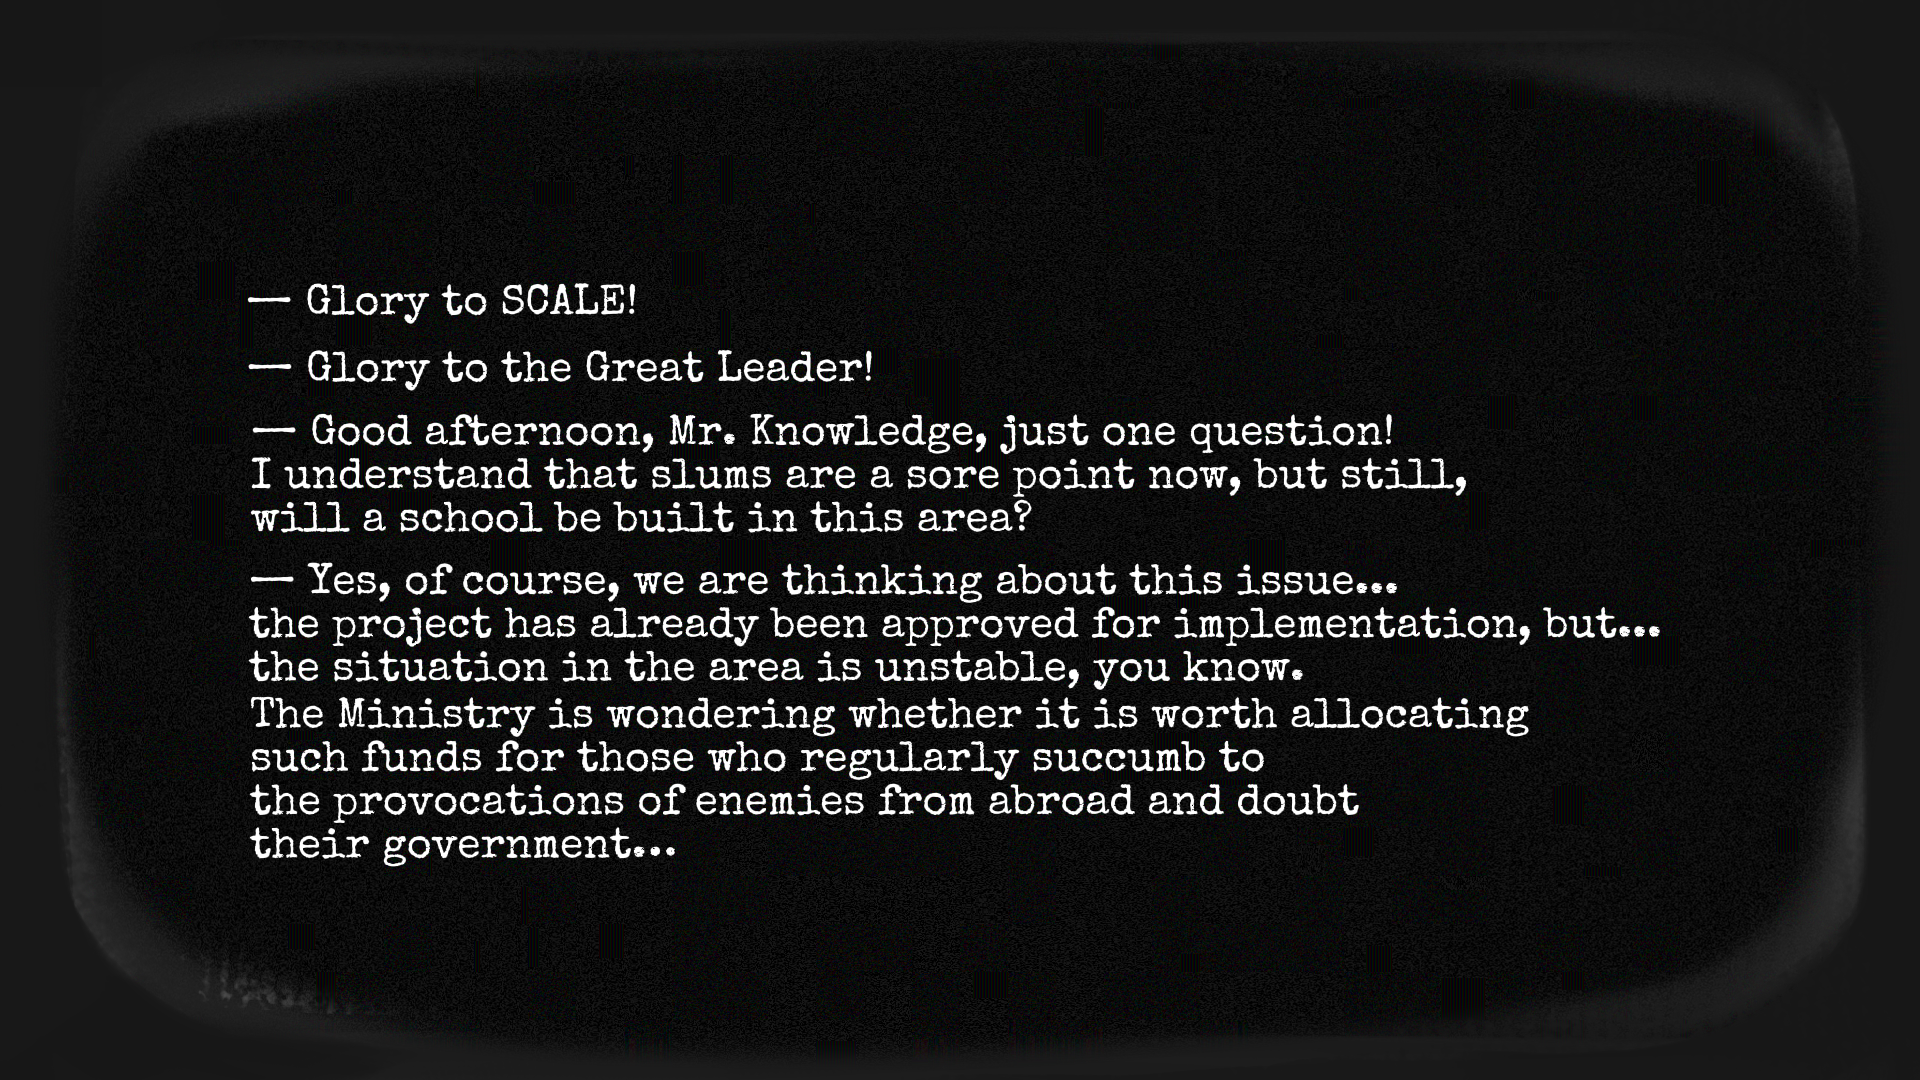 — Glory to SCALE!
— Glory to the Great Leader!
— Good afternoon, Mr. Knowledge, just one question!
I understand that slums are a sore point now, but still,
will a school be built in this area?
— Yes, of course, we are thinking about this issue...
the project has already been approved for implementation, but...
the situation in the area is unstable, you know.
The Ministry is wondering whether it is worth allocating
such funds for those who regularly succumb to
the provocations of enemies from abroad and doubt
their government...